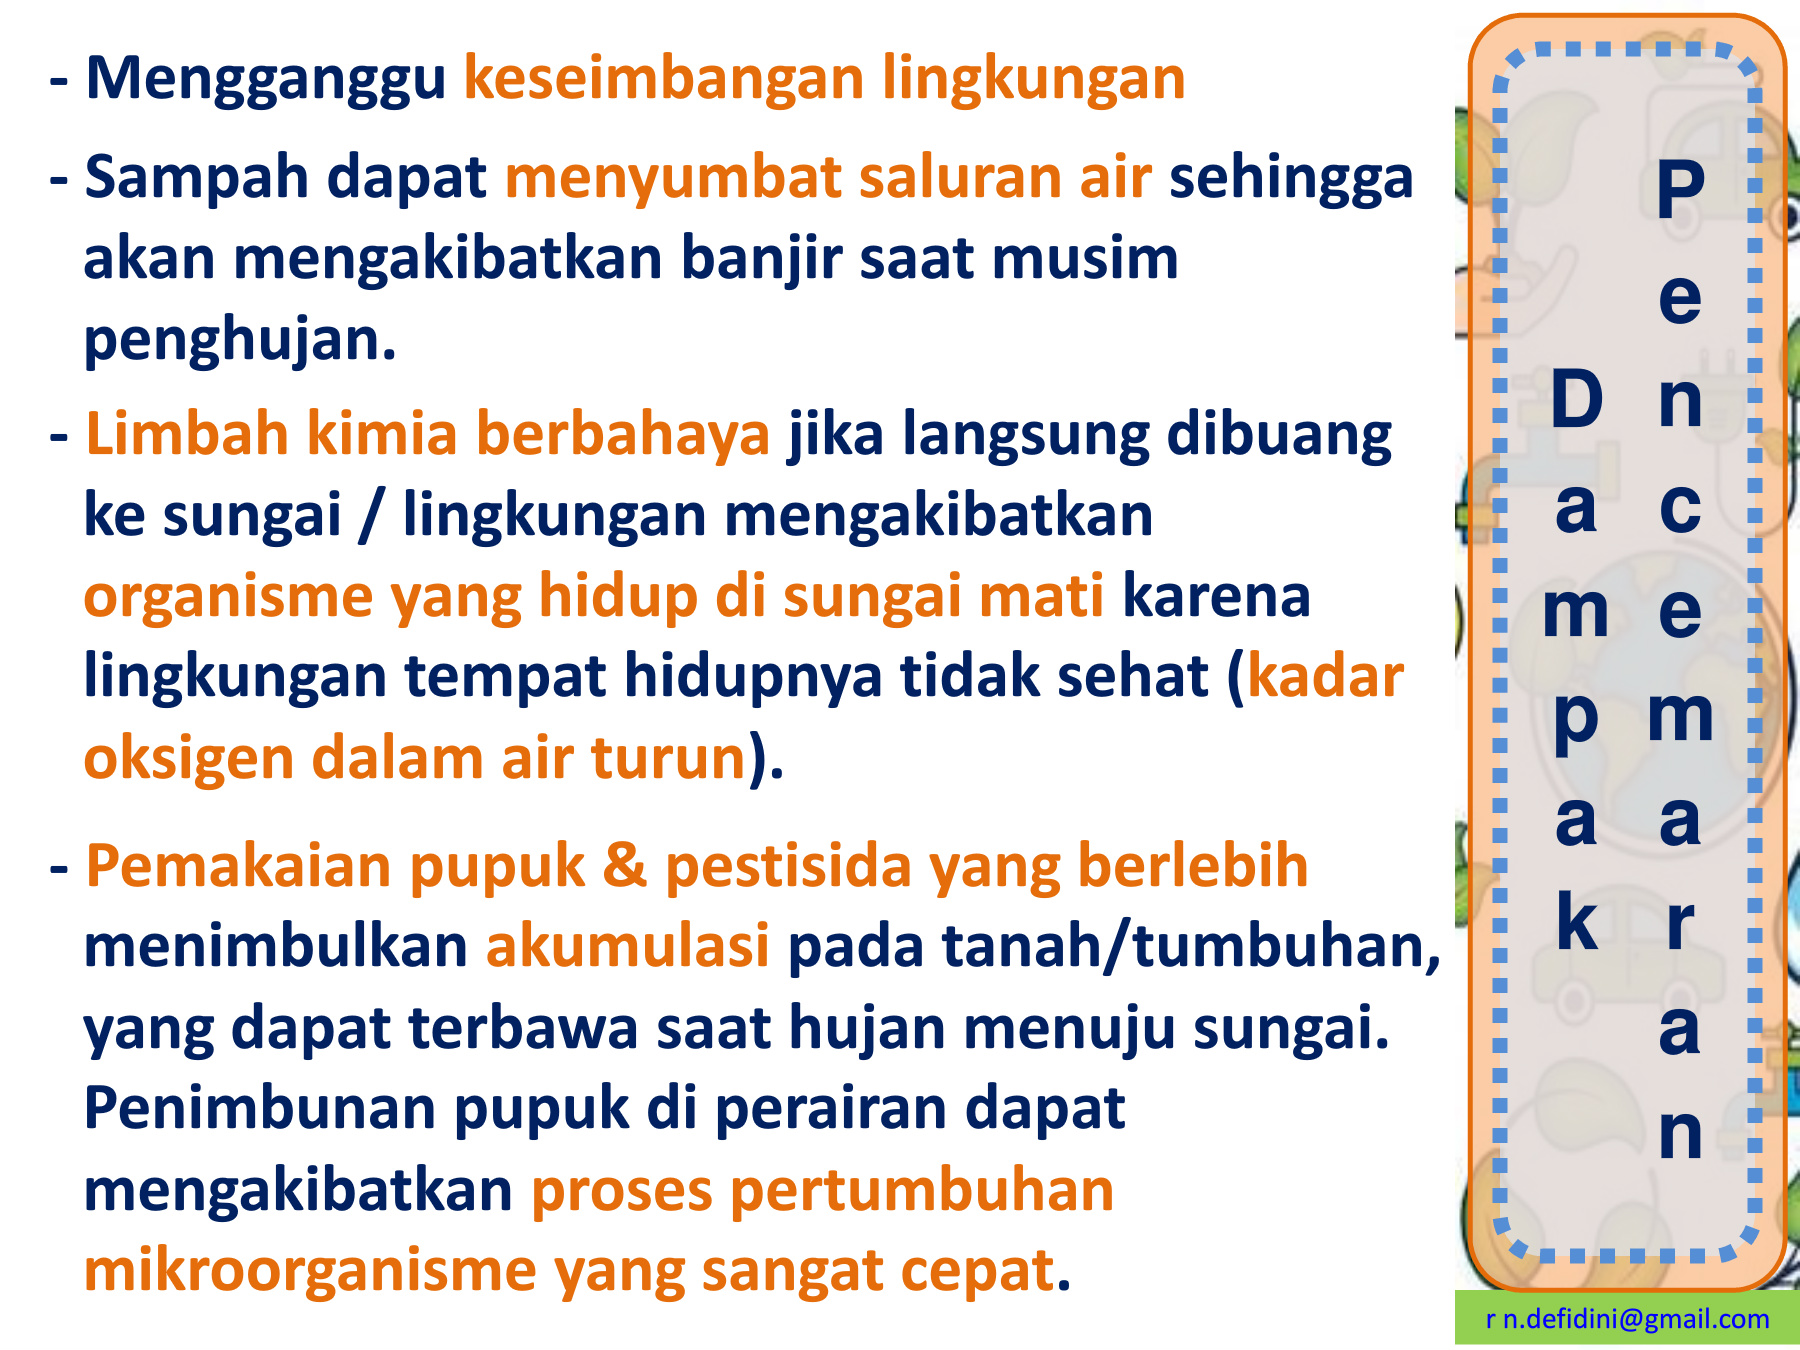 - Mengganggu keseimbangan lingkungan
- Sampah dapat menyumbat saluran air sehingga
akan mengakibatkan banjir saat musim
penghujan.
- Limbah kimia berbahaya jika langsung dibuang
ke sungai / lingkungan mengakibatkan
organisme yang hidup di sungai mati karena
lingkungan tempat hidupnya tidak sehat (kadar
oksigen dalam air turun).
- Pemakaian pupuk & pestisida yang berlebih
menimbulkan akumulasi pada tanah/tumbuhan,
yang dapat terbawa saat hujan menuju sungai.
Penimbunan pupuk di perairan dapat
mengakibatkan proses pertumbuhan
mikroorganisme yang sangat cepat.
Dampak
Pencemaran
r n.defidini@gmail.com